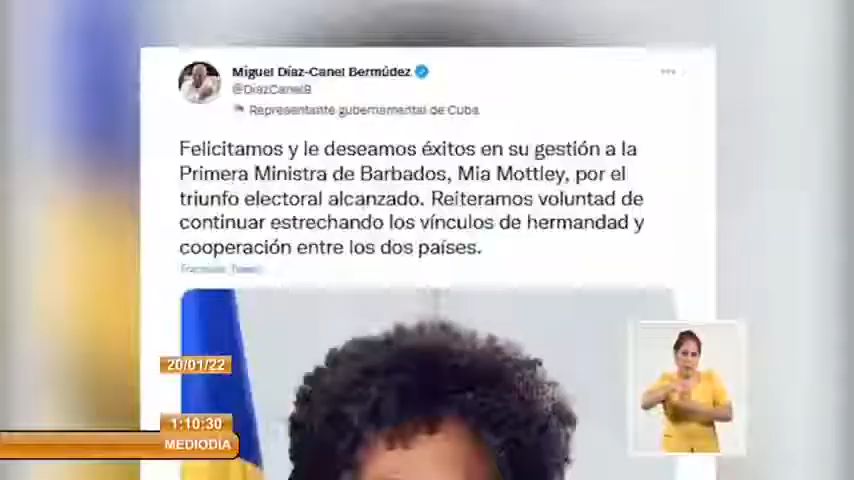 Miguel Díaz-Canel Bermúdez
@DiazCanelB
Representante gubernamental de Cuba
Felicitamos y le deseamos éxitos en su gestión a la
Primera Ministra de Barbados, Mia Mottley, por el
triunfo electoral alcanzado. Reiteramos voluntad de
continuar estrechando los vínculos de hermandad y
cooperación entre los dos países.
20/01/22
1:10:30
MEDIODÍA